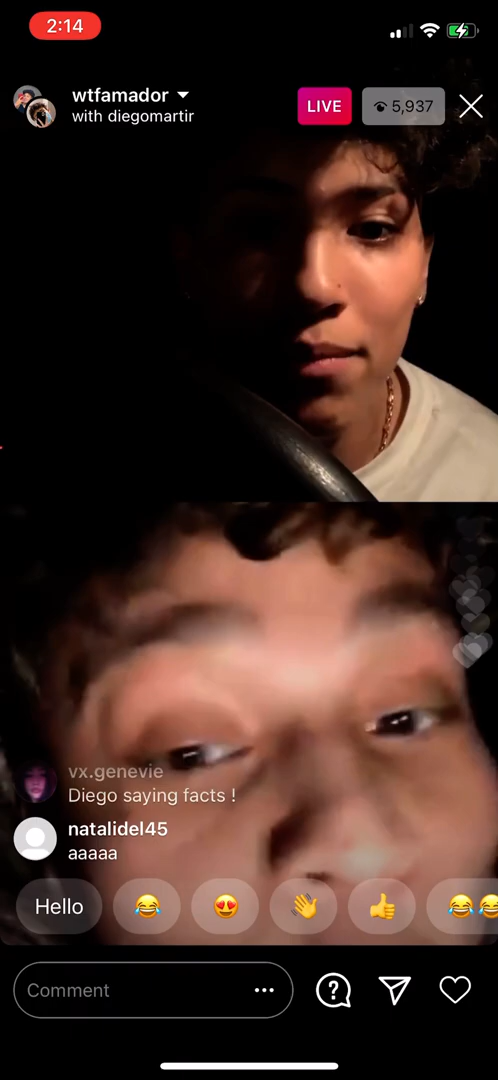 2:14
wtfamador
with diegomartir
LIVE
5,937
vx.genevie
Diego saying facts !
natalidel45
aaaaa
Hello
Comment